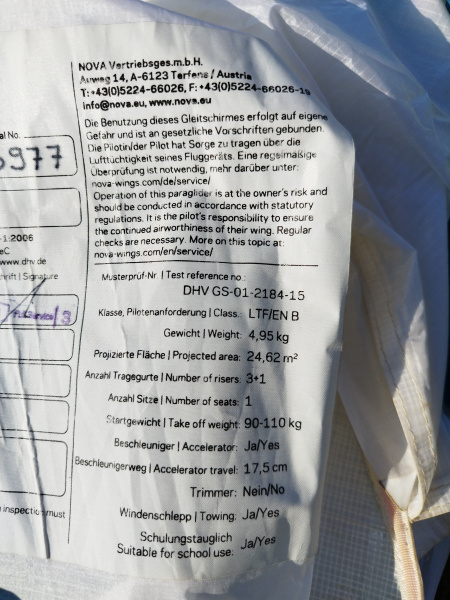 NOVA Vertriebsges.m.b.H.
Auweg 14, A-6123 Terfens / Austria
T:+43(0)5224-66026, F:+43(0)5224-66026-19
info@nova.eu, www.nova.eu
Die Benutzung dieses Gleitschirmes erfolgt auf eigene
Gefahr und ist an gesetzliche Vorschriften gebunden.
Die Pilotin/der Pilot hat Sorge zu tragen über die
Lufttüchtigkeit seines Fluggeräts. Eine regelmäßige
Überprüfung ist notwendig, mehr darüber unter:
nova-wings.com/de/service/
Operation of this paraglider is at the owner's risk and
should be conducted in accordance with statutory
regulations. It is the pilot's responsibility to ensure
the continued airworthiness of their wing. Regular
checks are necessary. More on this topic at:
nova-wings.com/en/service/
Musterprüf-Nr. | Test reference no.:
DHV GS-01-2184-15
Klasse, Pilotenanforderung | Class.: LTF/EN B
Gewicht | Weight: 4,95 kg
Projizierte Fläche | Projected area: 24,62 m²
Anzahl Tragegurte | Number of risers: 3+1
Anzahl Sitze | Number of seats: 1
Startgewicht | Take off weight: 90-110 kg
Beschleuniger | Accelerator: Ja/Yes
Beschleunigerweg | Accelerator travel: 17,5 cm
Trimmer: Nein/No
Windenschlepp | Towing: Ja/Yes
Schulungstauglich
Suitable for school use: Ja/Yes
al No.
5977
-1:2006
eC
www.dhv.de
hrift | Signature
inspection must